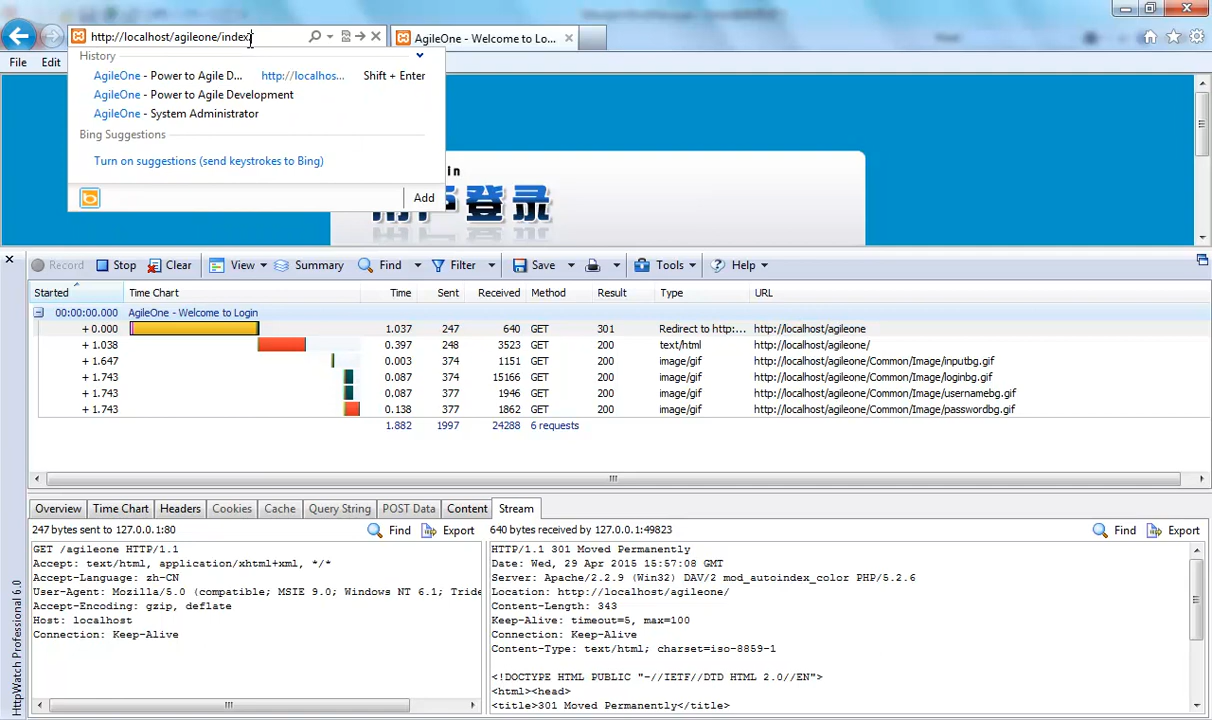 http://localhost/agileone/index
AgileOne - Welcome to Lo...
File Edit
History
AgileOne - Power to Agile D... http://localhos... Shift + Enter
AgileOne - Power to Agile Development
AgileOne - System Administrator
Bing Suggestions
Turn on suggestions (send keystrokes to Bing)
Add
in
登录
Record Stop Clear View Summary Find Filter Save Tools Help
Started Time Chart Time Sent Received Method Result Type URL
00:00:00.000 AgileOne - Welcome to Login
+ 0.000 1.037 247 640 GET 301 Redirect to http:... http://localhost/agileone
+ 1.038 0.397 248 3523 GET 200 text/html http://localhost/agileone/
+ 1.647 0.003 374 1151 GET 200 image/gif http://localhost/agileone/Common/Image/inputbg.gif
+ 1.743 0.087 374 15166 GET 200 image/gif http://localhost/agileone/Common/Image/loginbg.gif
+ 1.743 0.087 377 1946 GET 200 image/gif http://localhost/agileone/Common/Image/usernamebg.gif
+ 1.743 0.138 377 1862 GET 200 image/gif http://localhost/agileone/Common/Image/passwordbg.gif
1.882 1997 24288 6 requests
Overview Time Chart Headers Cookies Cache Query String POST Data Content Stream
247 bytes sent to 127.0.0.1:80 Find Export
GET /agileone HTTP/1.1
Accept: text/html, application/xhtml+xml, */*
Accept-Language: zh-CN
User-Agent: Mozilla/5.0 (compatible; MSIE 9.0; Windows NT 6.1; Tride
Accept-Encoding: gzip, deflate
Host: localhost
Connection: Keep-Alive
640 bytes received by 127.0.0.1:49823 Find Export
HTTP/1.1 301 Moved Permanently
Date: Wed, 29 Apr 2015 15:57:08 GMT
Server: Apache/2.2.9 (Win32) DAV/2 mod_autoindex_color PHP/5.2.6
Location: http://localhost/agileone/
Content-Length: 343
Keep-Alive: timeout=5, max=100
Connection: Keep-Alive
Content-Type: text/html; charset=iso-8859-1
<!DOCTYPE HTML PUBLIC "-//IETF//DTD HTML 2.0//EN">
<html><head>
<title>301 Moved Permanently</title>
HttpWatch Professional 6.0